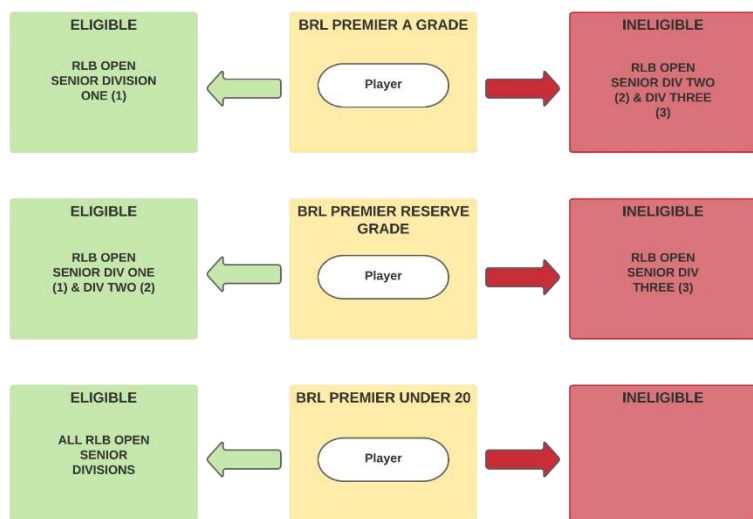 ELIGIBLE
RLB OPEN
SENIOR DIVISION
ONE (1)
BRL PREMIER A GRADE
Player
INELIGIBLE
RLB OPEN
SENIOR DIV TWO
(2) & DIV THREE
(3)
ELIGIBLE
RLB OPEN
SENIOR DIV ONE
(1) & DIV TWO (2)
BRL PREMIER RESERVE
GRADE
Player
INELIGIBLE
RLB OPEN
SENIOR DIV
THREE (3)
ELIGIBLE
ALL RLB OPEN
SENIOR
DIVISIONS
BRL PREMIER UNDER 20
Player
INELIGIBLE